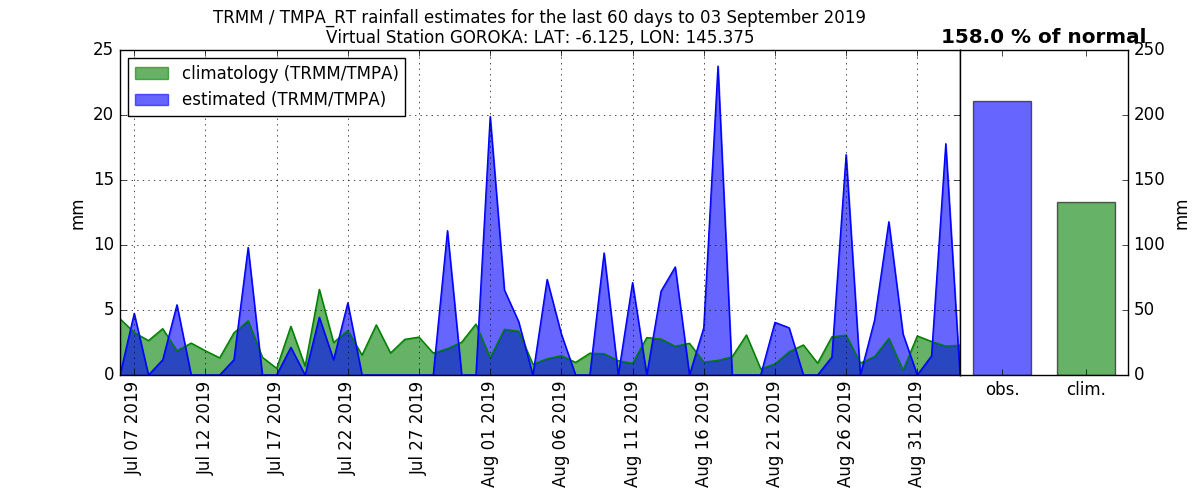 TRMM / TMPA_RT rainfall estimates for the last 60 days to 03 September 2019
Virtual Station GOROKA: LAT: -6.125, LON: 145.375
158.0 % of normal
climatology (TRMM/TMPA)
estimated (TRMM/TMPA)
25
20
15
10
5
0
mm
250
200
150
100
50
0
mm
Jul 07 2019
Jul 12 2019
Jul 17 2019
Jul 22 2019
Jul 27 2019
Aug 01 2019
Aug 06 2019
Aug 11 2019
Aug 16 2019
Aug 21 2019
Aug 26 2019
Aug 31 2019
obs.
clim.